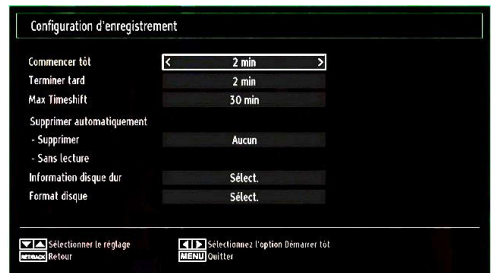 Configuration d'enregistrement
Commencer tôt < 2 min >
Terminer tard 2 min
Max Timeshift 30 min
Supprimer automatiquement
- Supprimer Aucun
- Sans lecture
Information disque dur Sélect.
Format disque Sélect.
Sélectionner le réglage Sélectionnez l'option Démarrer tôt
Retour MENU Quitter